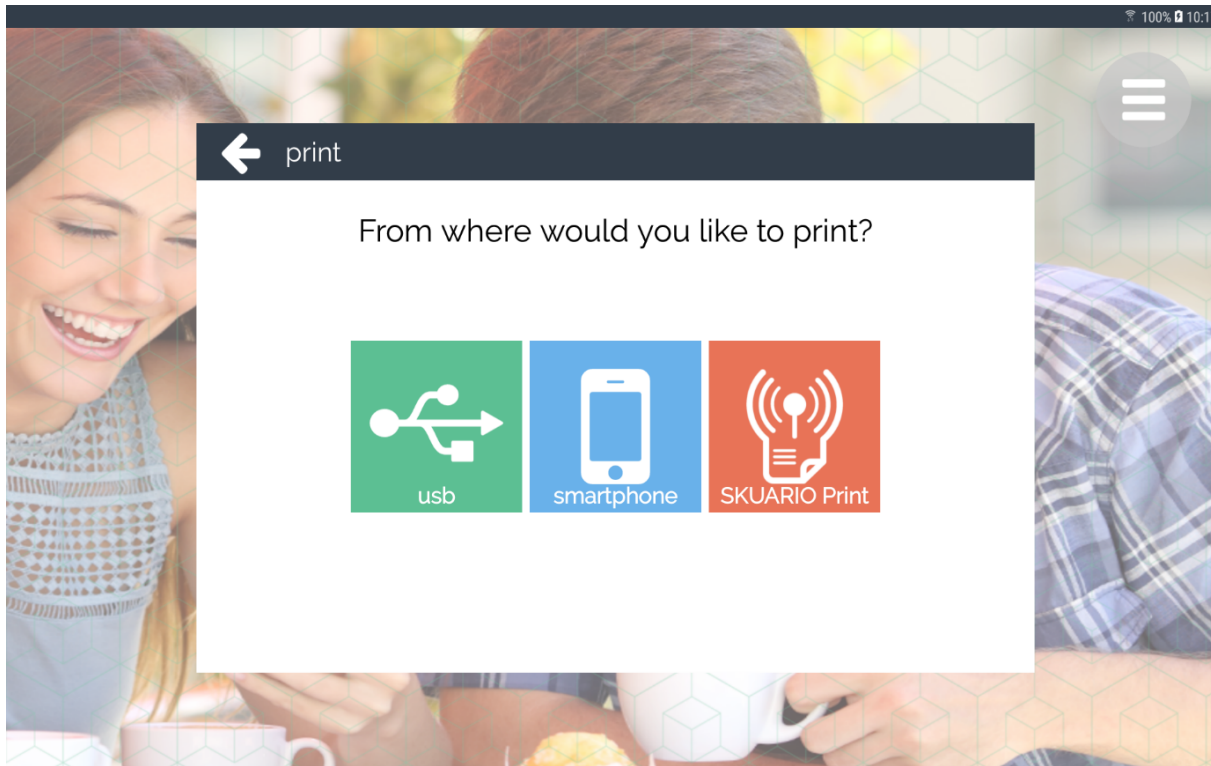 100% 10:1
print
From where would you like to print?
usb
smartphone
SKUARIO Print